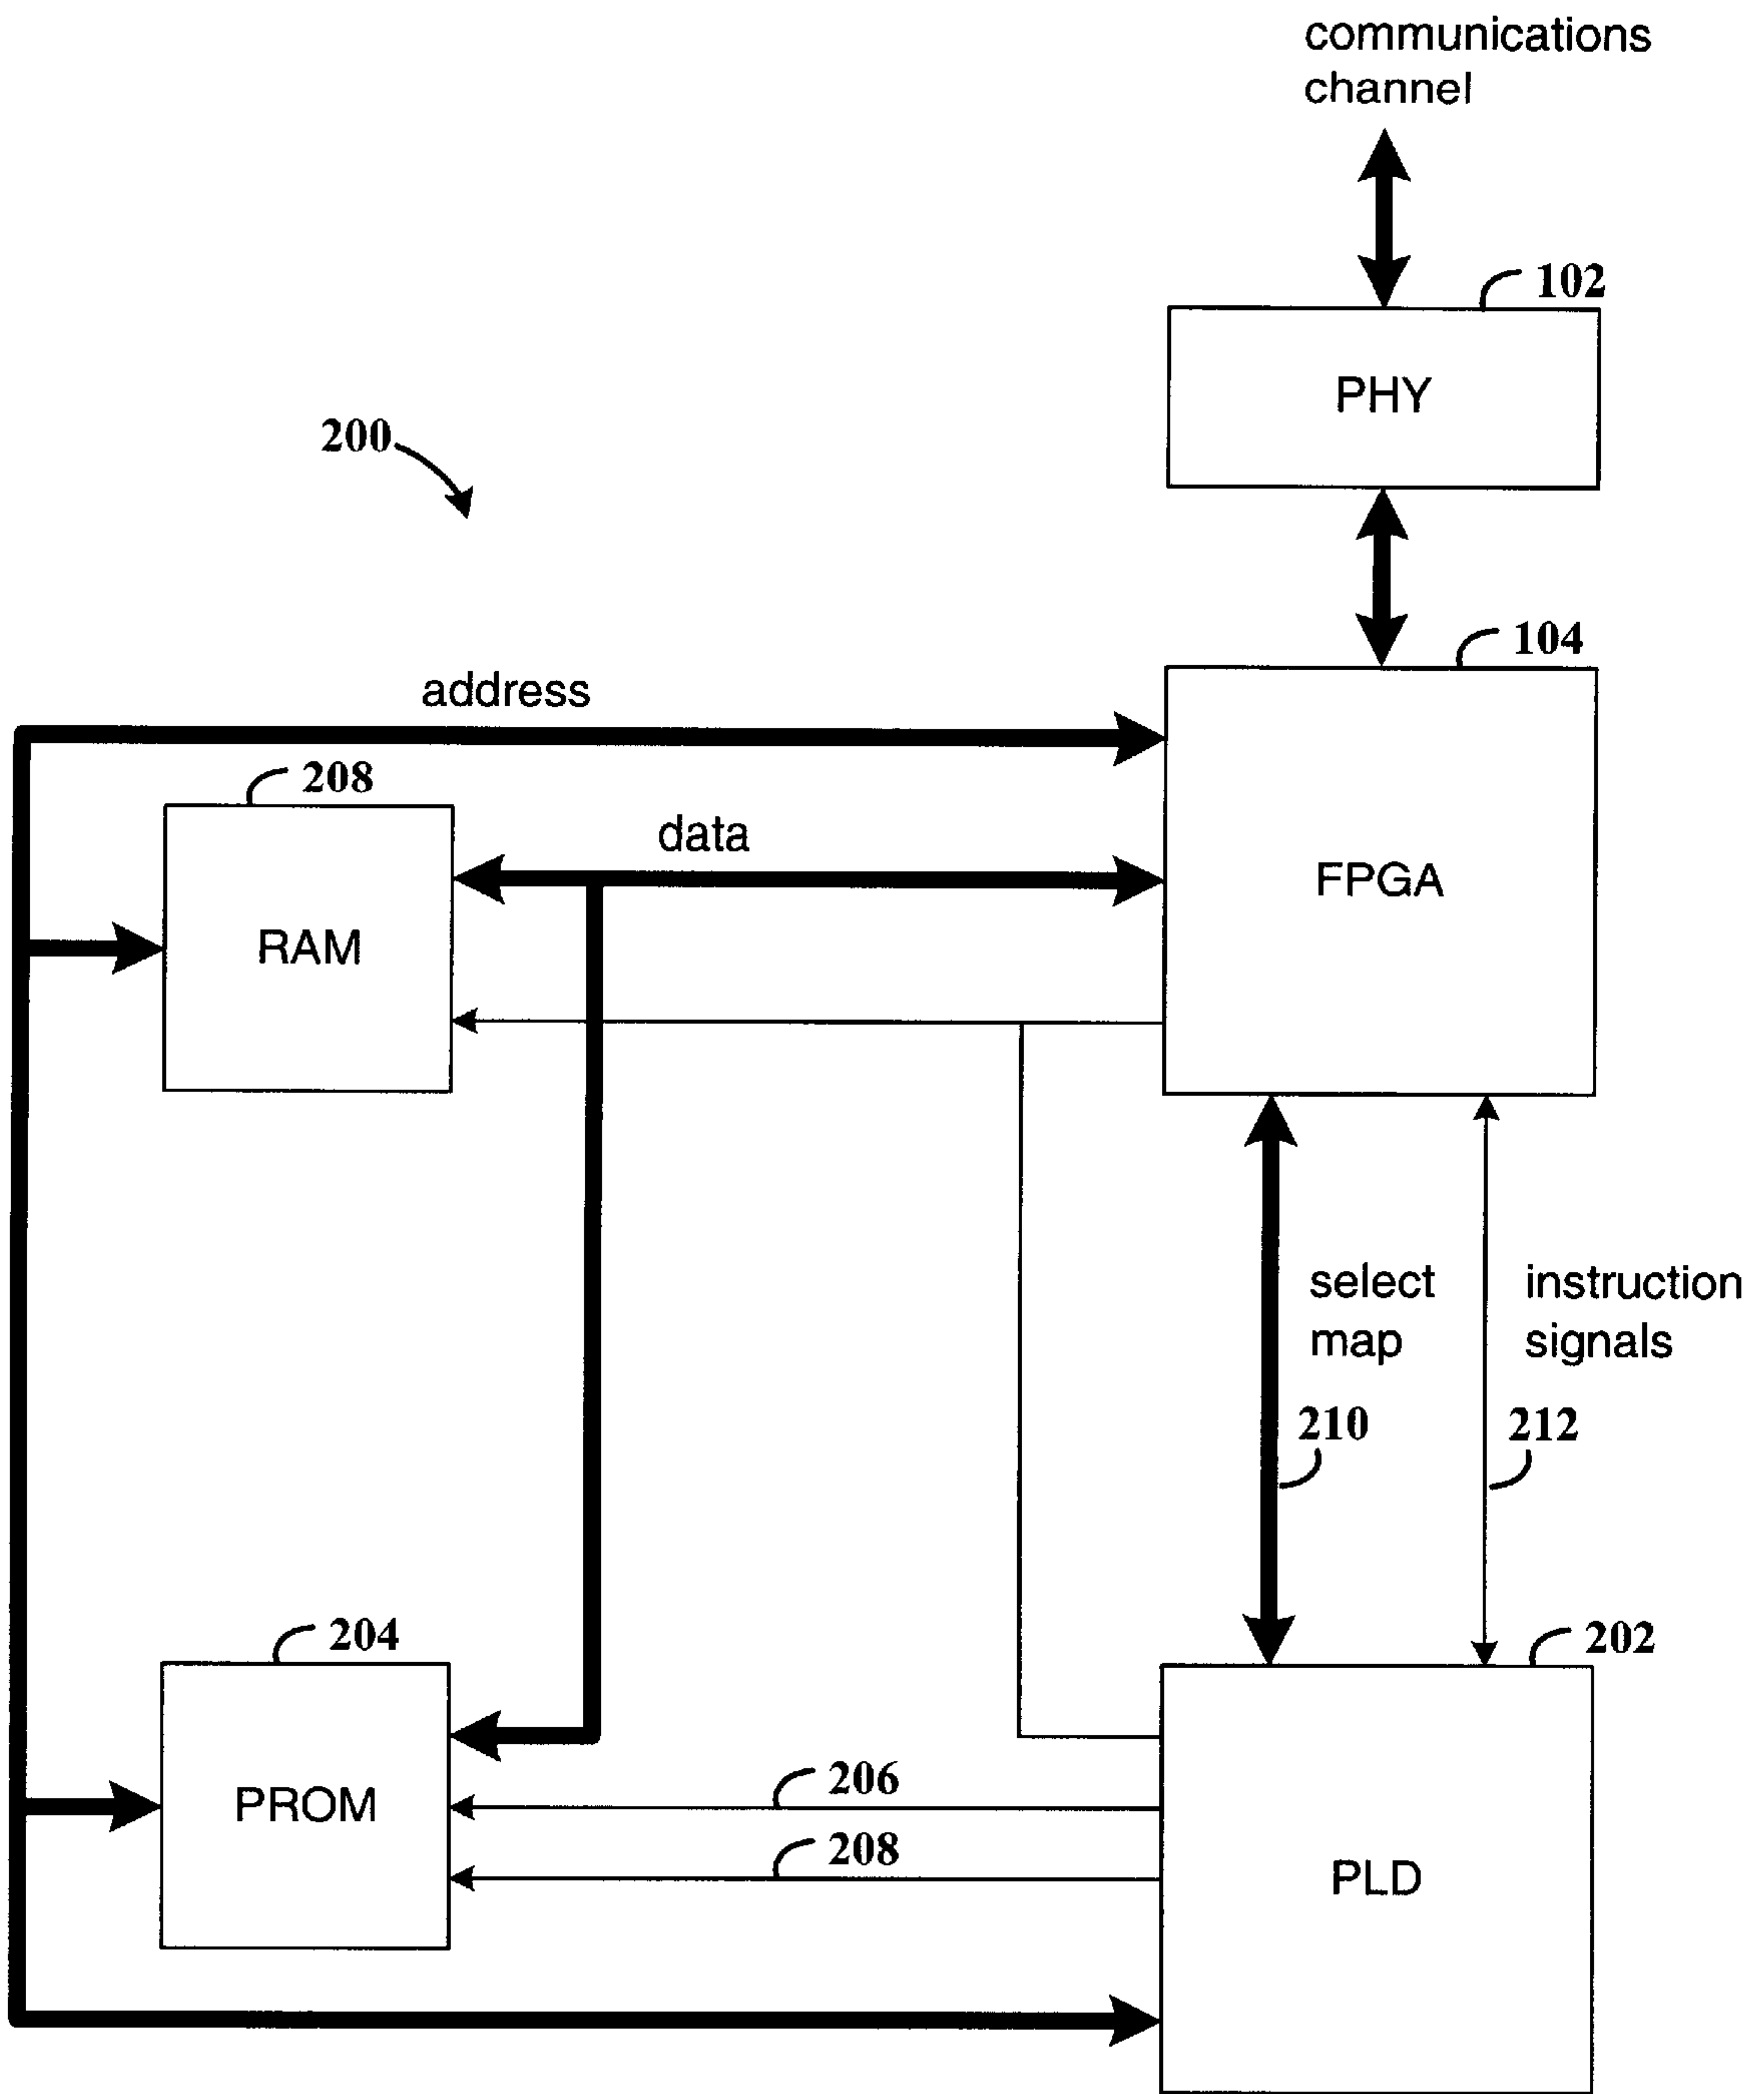 communications
channel
102
PHY
200
104
address
208
data
FPGA
RAM
select
map
instruction
signals
210
212
204
202
206
PROM
208
PLD